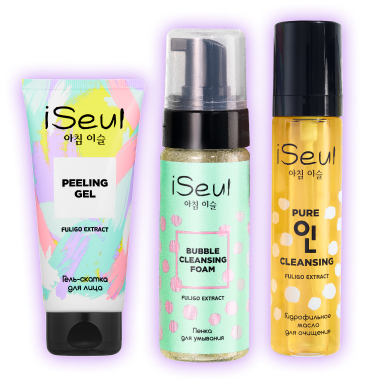 iSeul
아침 이슬
PEELING
GEL
FULIGO EXTRACT
Гель-скатка
для лица
iSeul
아침 이슬
BUBBLE
CLEANSING
FOAM
FULIGO EXTRACT
Пенка
для умывания
iSeul
아침 이슬
PURE
OIL
CLEANSING
FULIGO EXTRACT
Гидрофильное
масло
для очищения